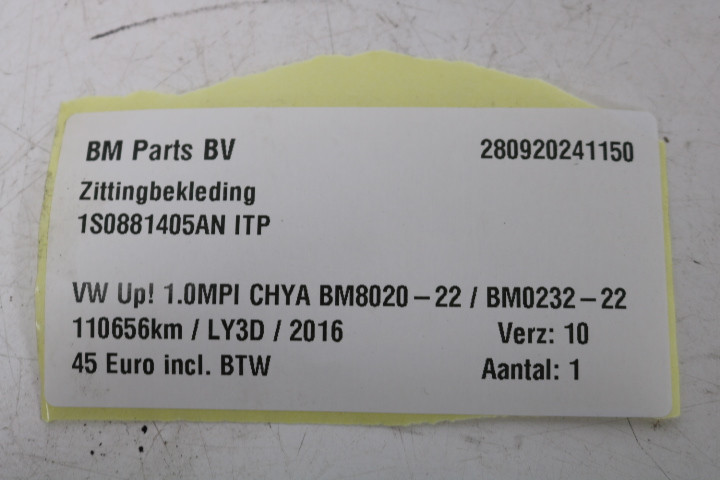 BM Parts BV 280920241150
Zittingbekleding
1S0881405AN ITP
VW Up! 1.0MPI CHYA BM8020-22 / BM0232-22
110656km / LY3D / 2016 Verz: 10
45 Euro incl. BTW Aantal: 1